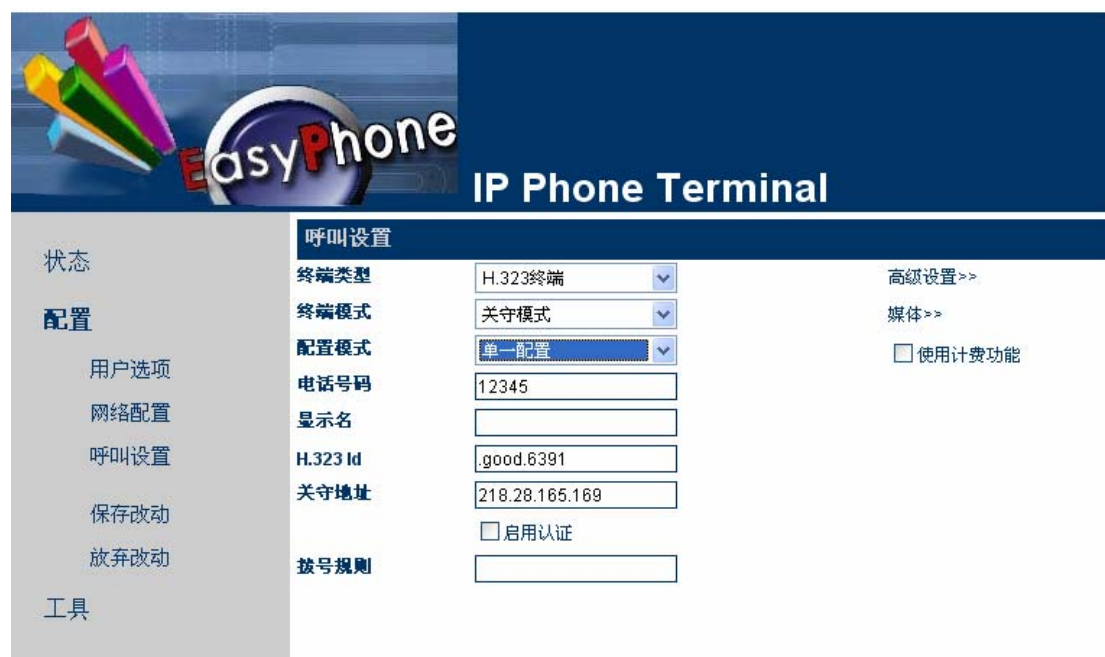 EasyPhone
IP Phone Terminal
状态
配置
用户选项
网络配置
呼叫设置
保存改动
放弃改动
工具
呼叫设置
终端类型 H.323终端
终端模式 关守模式
配置模式 单一配置
电话号码 12345
显示名
H.323 Id .good.6391
关守地址 218.28.165.169
启用认证
拨号规则
高级设置>>
媒体>>
使用计费功能